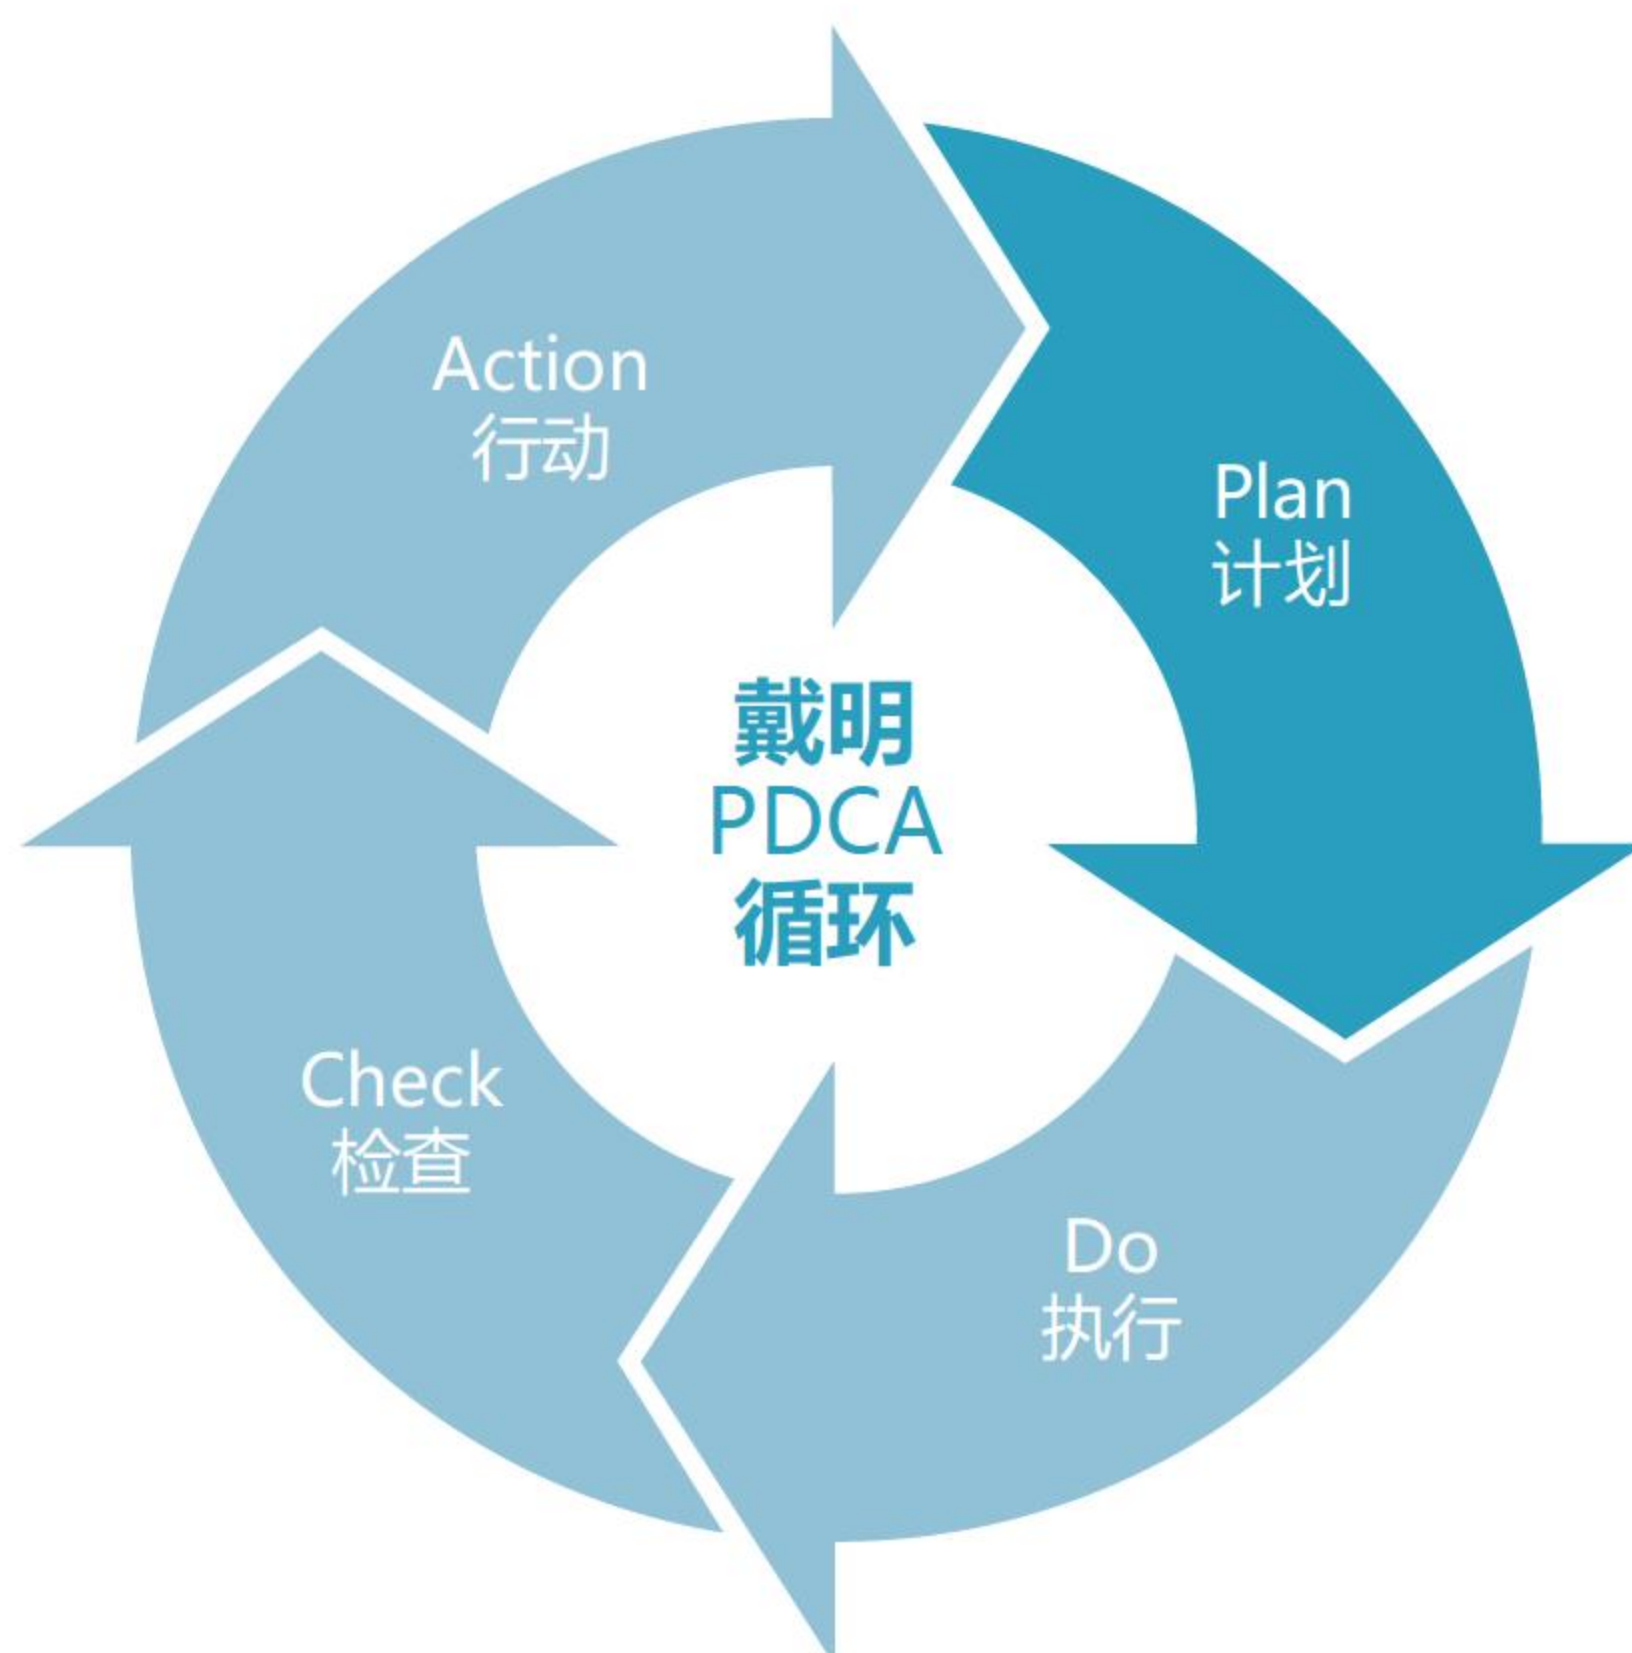 Action
行动
Plan
计划
戴明
PDCA
循环
Check
检查
Do
执行